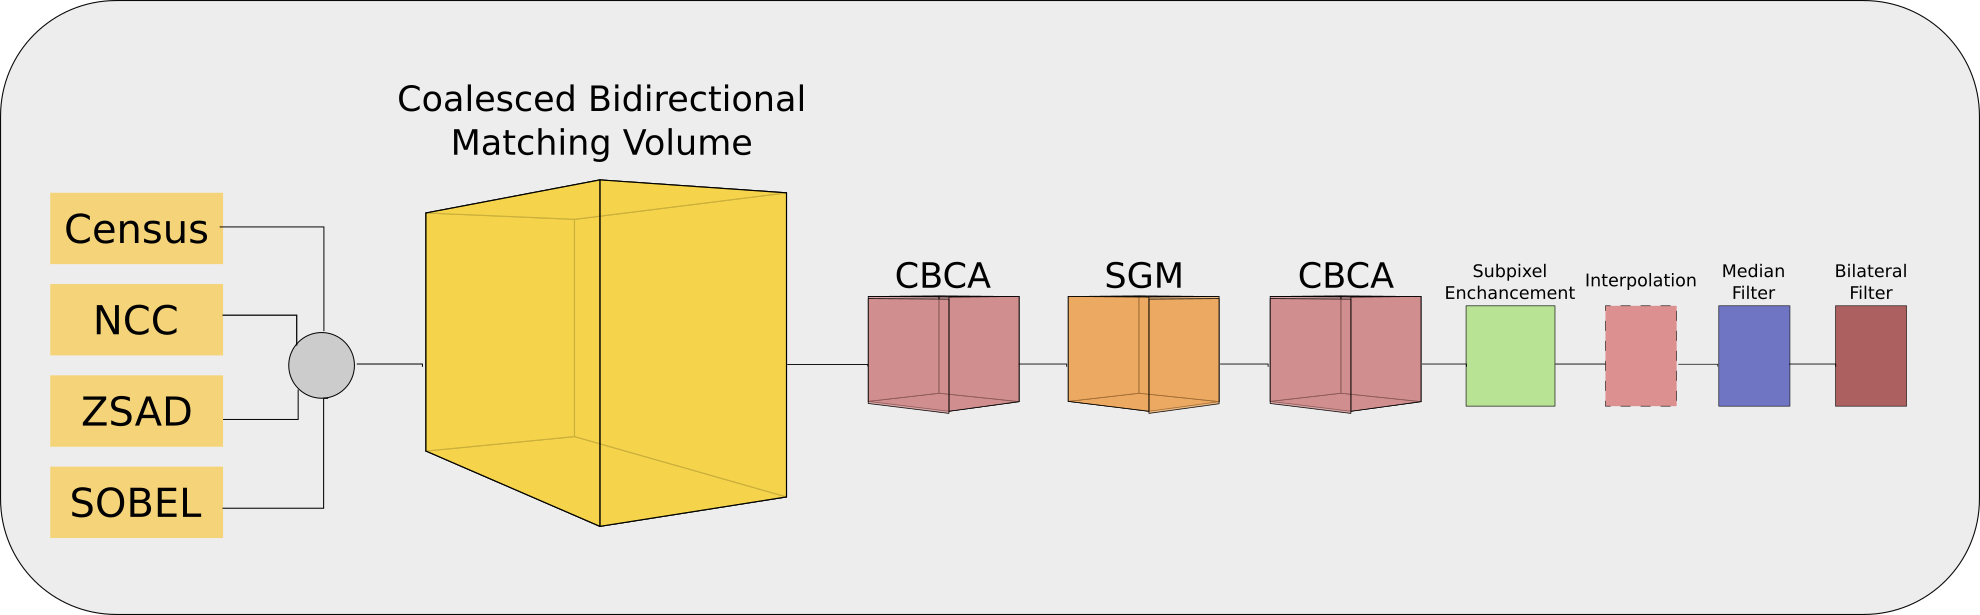 Coalesced Bidirectional
Matching Volume
Census
NCC
ZSAD
SOBEL
CBCA
SGM
CBCA
Subpixel
Enchancement
Interpolation
Median
Filter
Bilateral
Filter